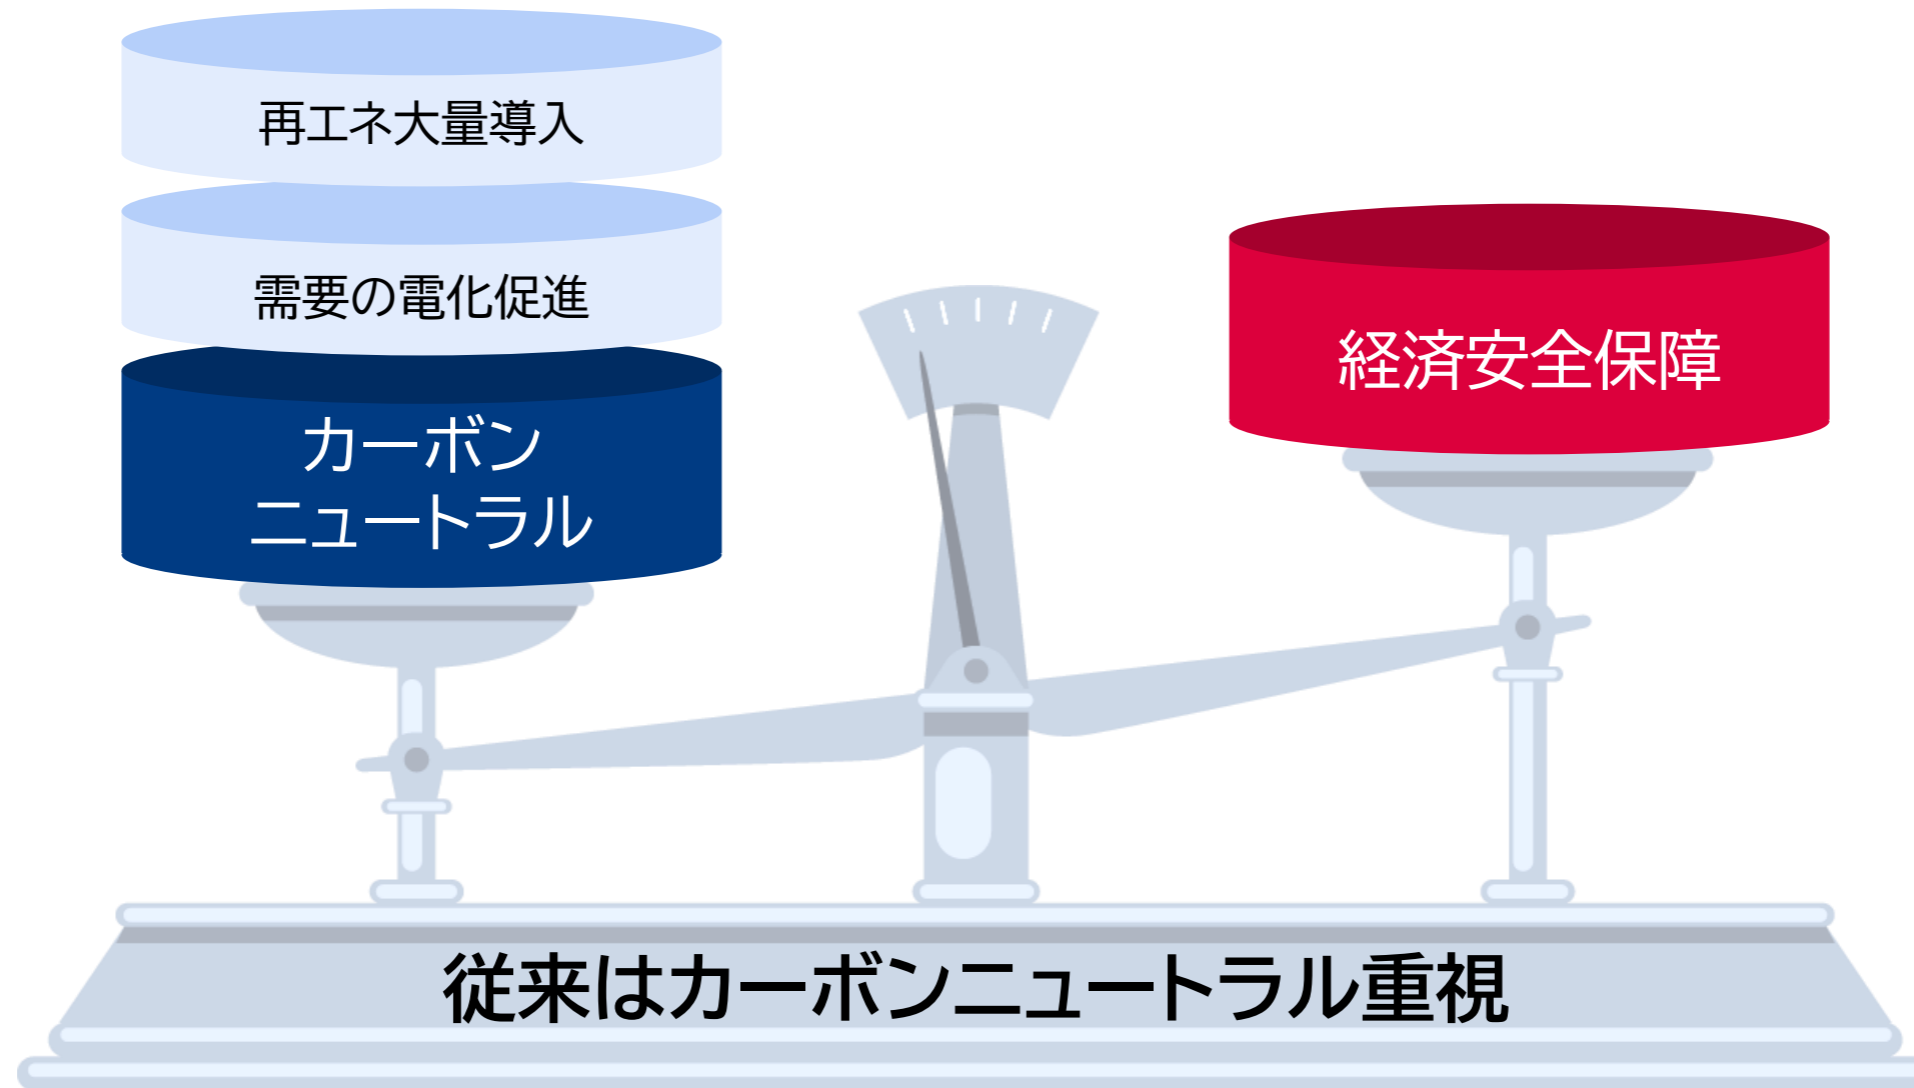 再エネ大量導入
需要の電化促進
カーボン
ニュートラル
経済安全保障
従来はカーボンニュートラル重視